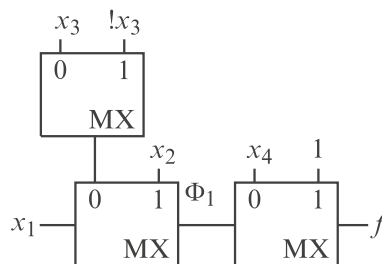 x₃ !x₃
0 1
MX
x₂ x₄ 1
0 1 Φ₁ 0 1
x₁ MX MX f